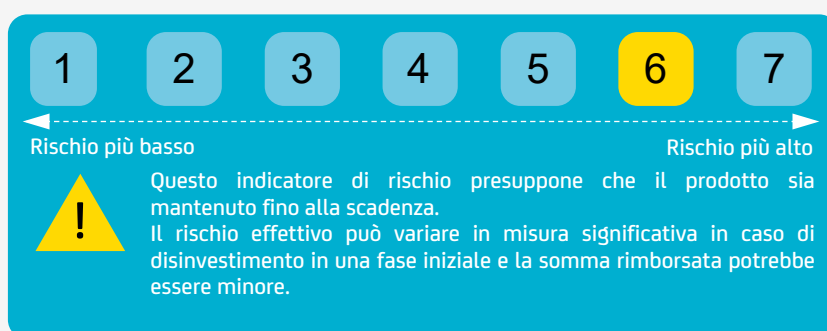 1 2 3 4 5 6 7
Rischio più basso Rischio più alto
!
Questo indicatore di rischio presuppone che il prodotto sia
mantenuto fino alla scadenza.
Il rischio effettivo può variare in misura significativa in caso di
disinvestimento in una fase iniziale e la somma rimborsata potrebbe
essere minore.